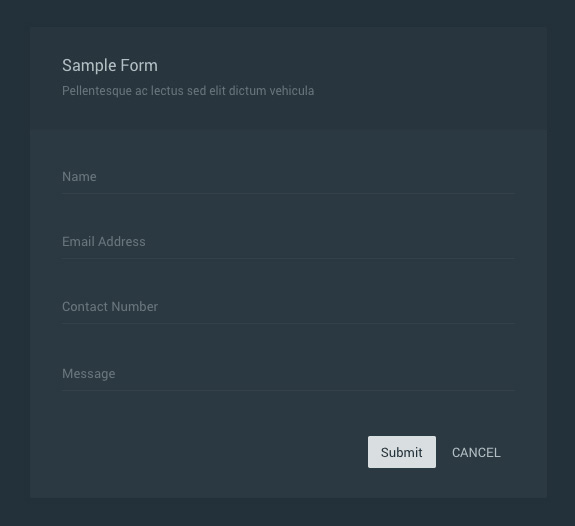 Sample Form
Pellentesque ac lectus sed elit dictum vehicula
Name
Email Address
Contact Number
Message
Submit CANCEL